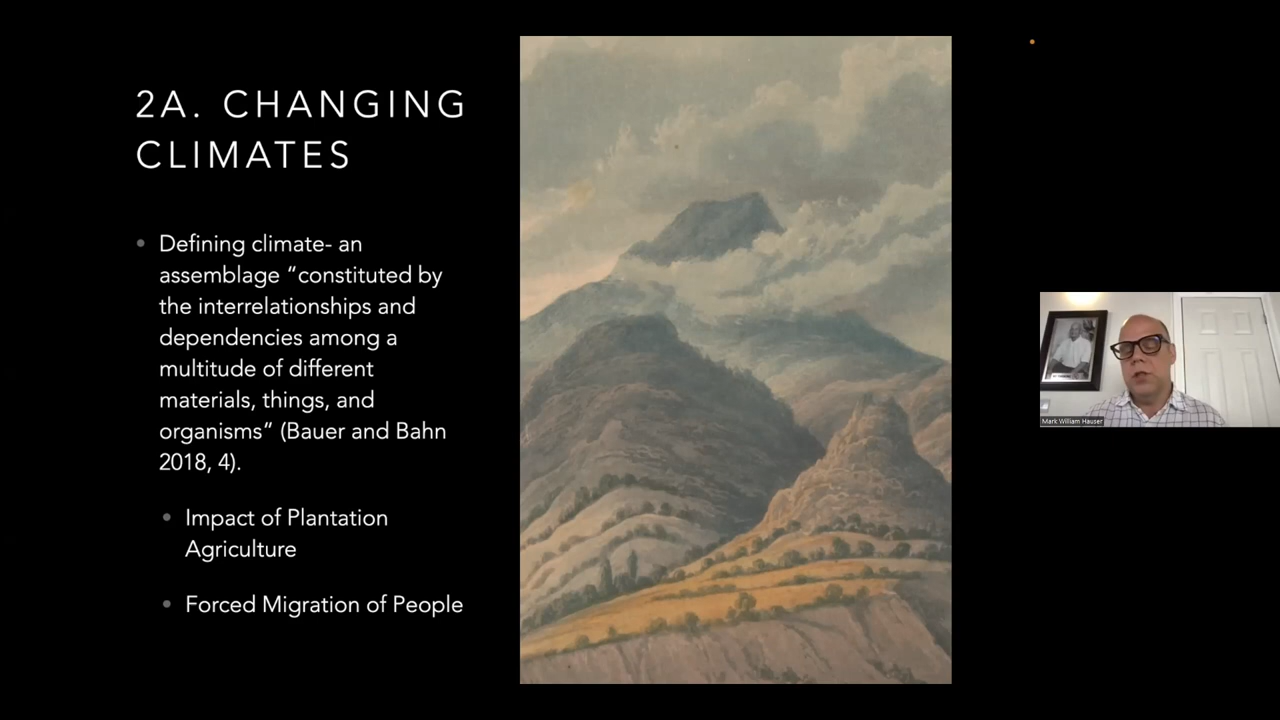 2A. CHANGING
CLIMATES
Defining climate- an
assemblage “constituted by
the interrelationships and
dependencies among a
multitude of different
materials, things, and
organisms” (Bauer and Bahn
2018, 4).
Impact of Plantation
Agriculture
Forced Migration of People
Mark William Hauser